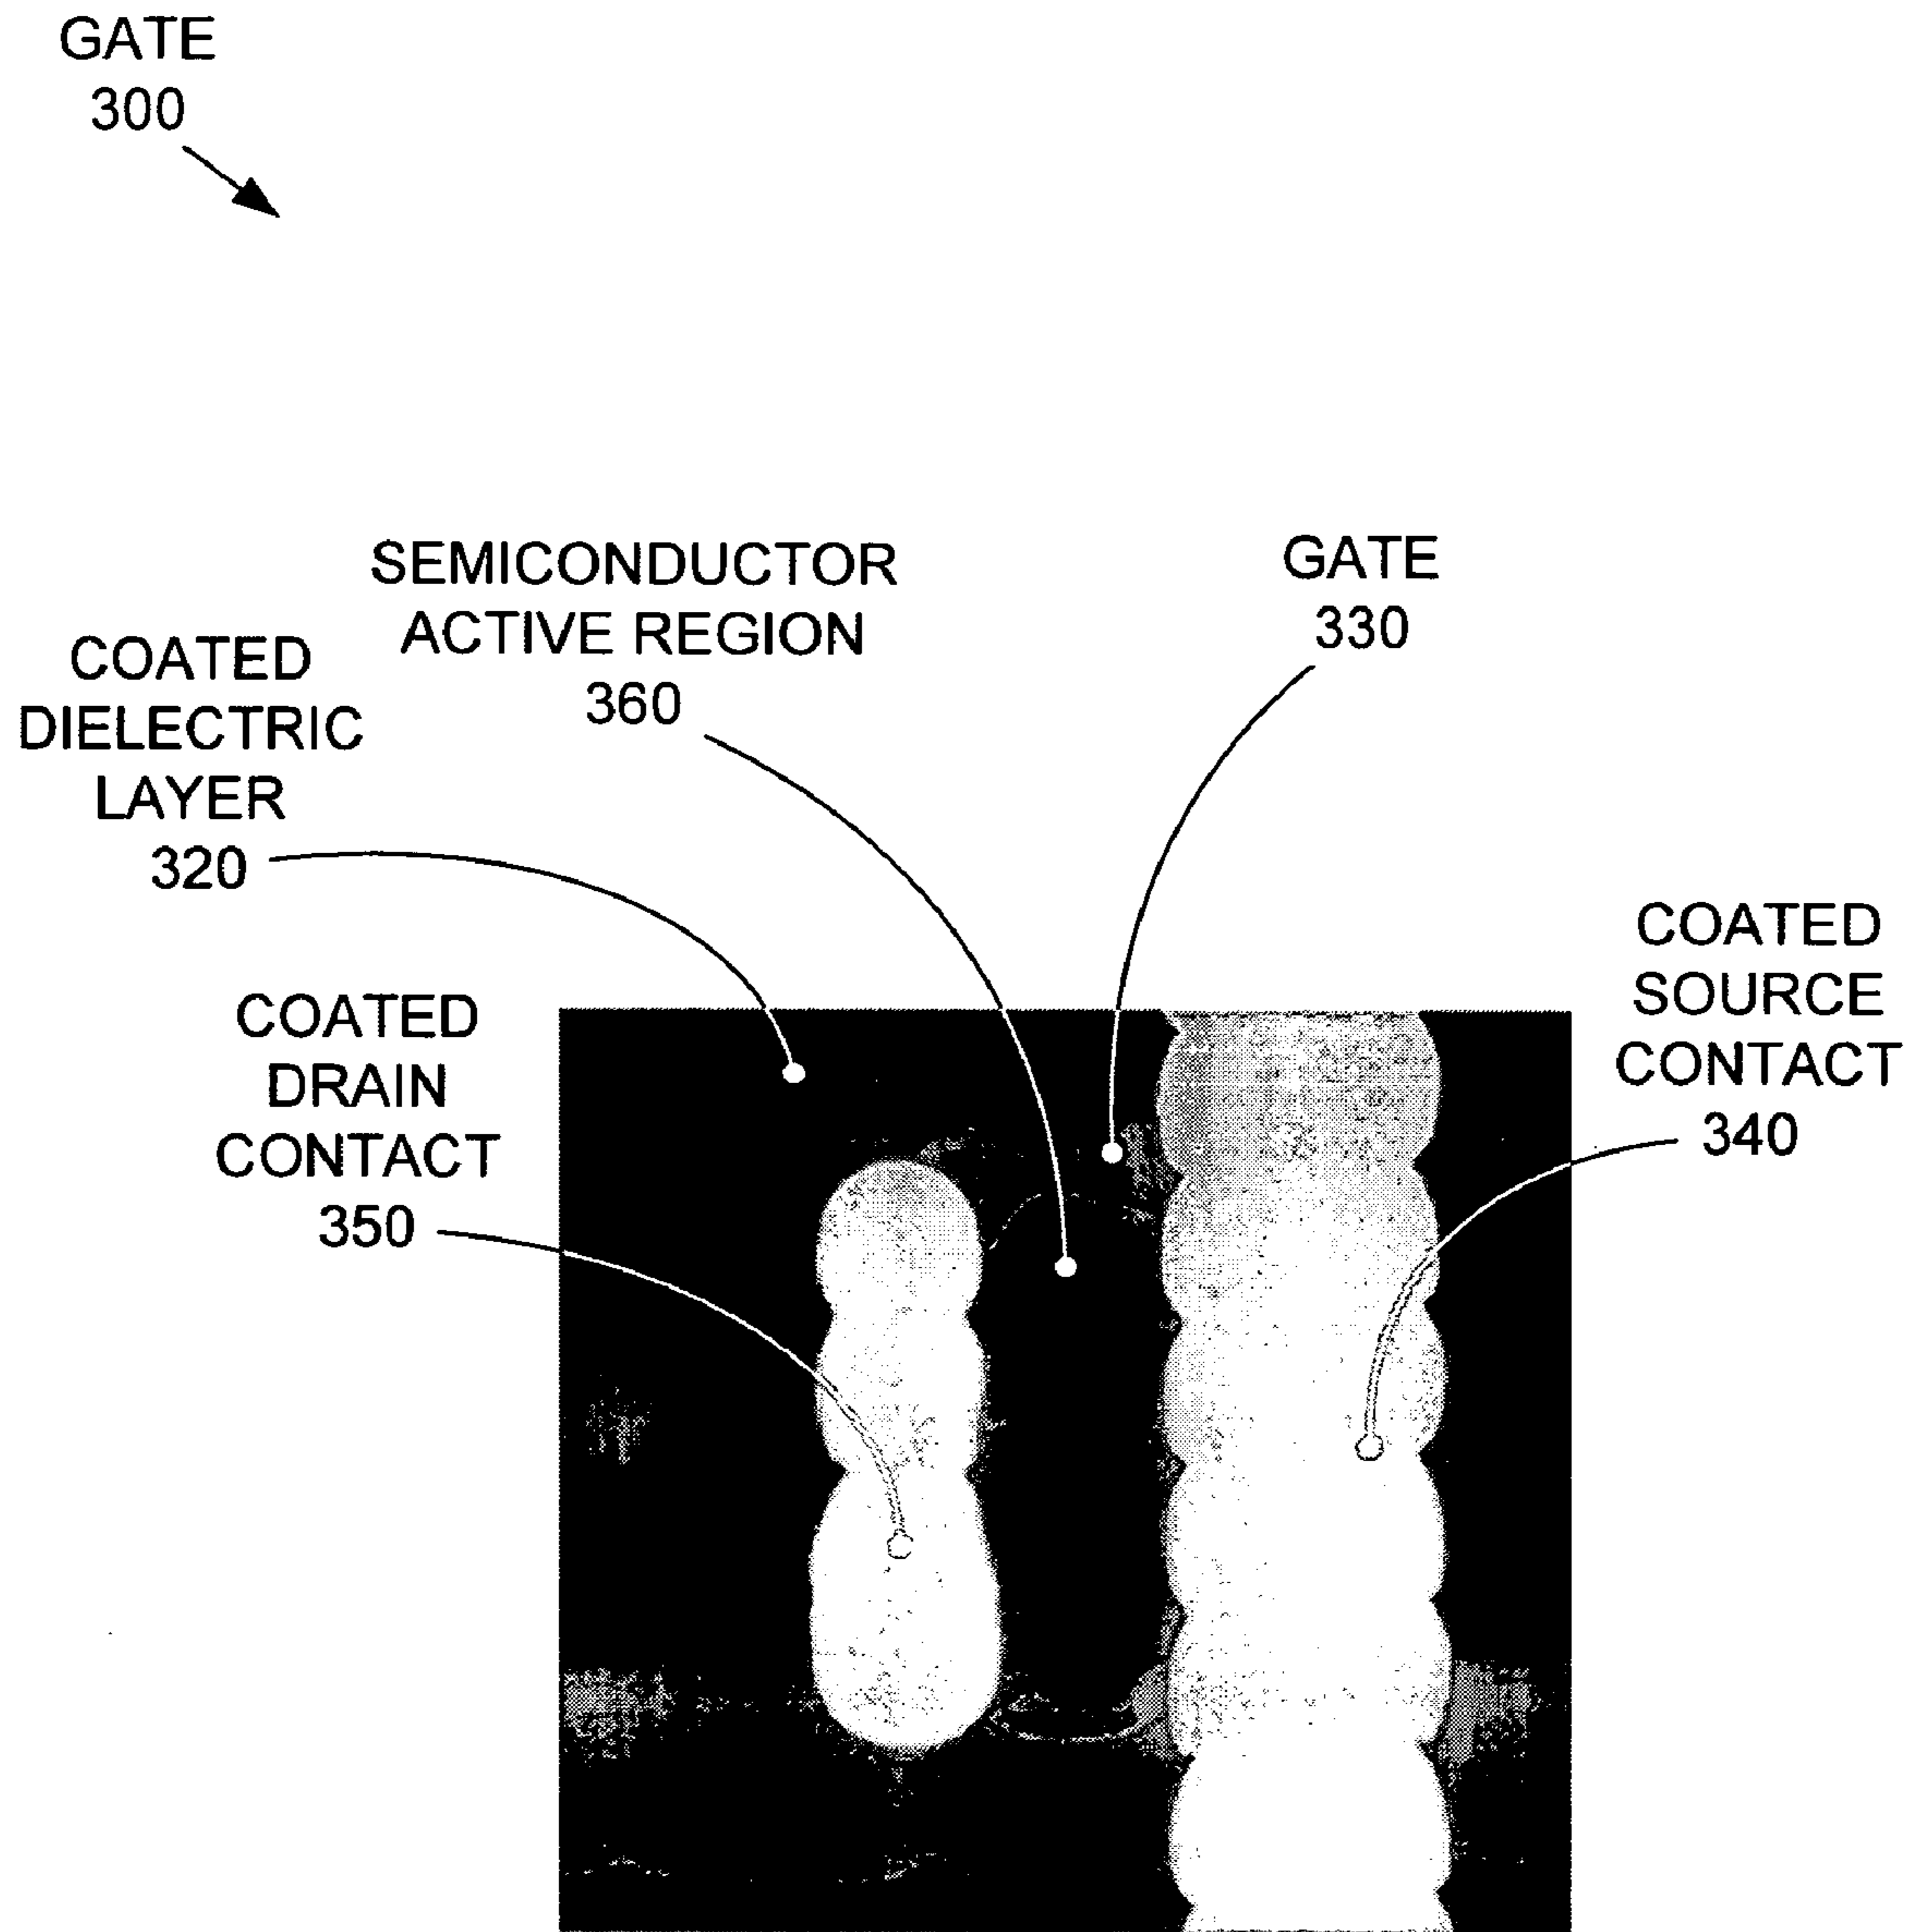 GATE
300
SEMICONDUCTOR
ACTIVE REGION
360
GATE
330
COATED
DIELECTRIC
LAYER
320
COATED
SOURCE
CONTACT
340
COATED
DRAIN
CONTACT
350